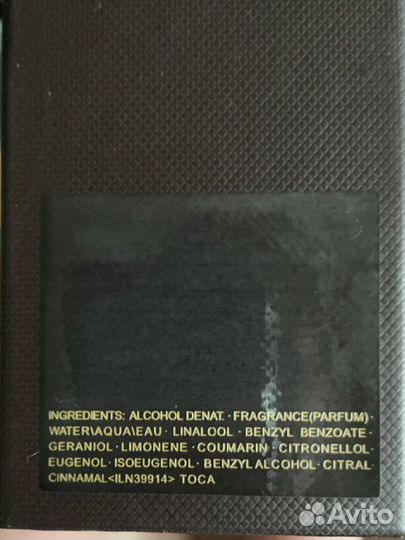 INGREDIENTS: ALCOHOL DENAT. · FRAGRANCE(PARFUM) ·
WATER\AQUA\EAU · LINALOOL · BENZYL BENZOATE ·
GERANIOL · LIMONENE · COUMARIN · CITRONELLOL
EUGENOL · ISOEUGENOL · BENZYL ALCOHOL · CITRAL
CINNAMAL<ILN39914> TOCA
Avito